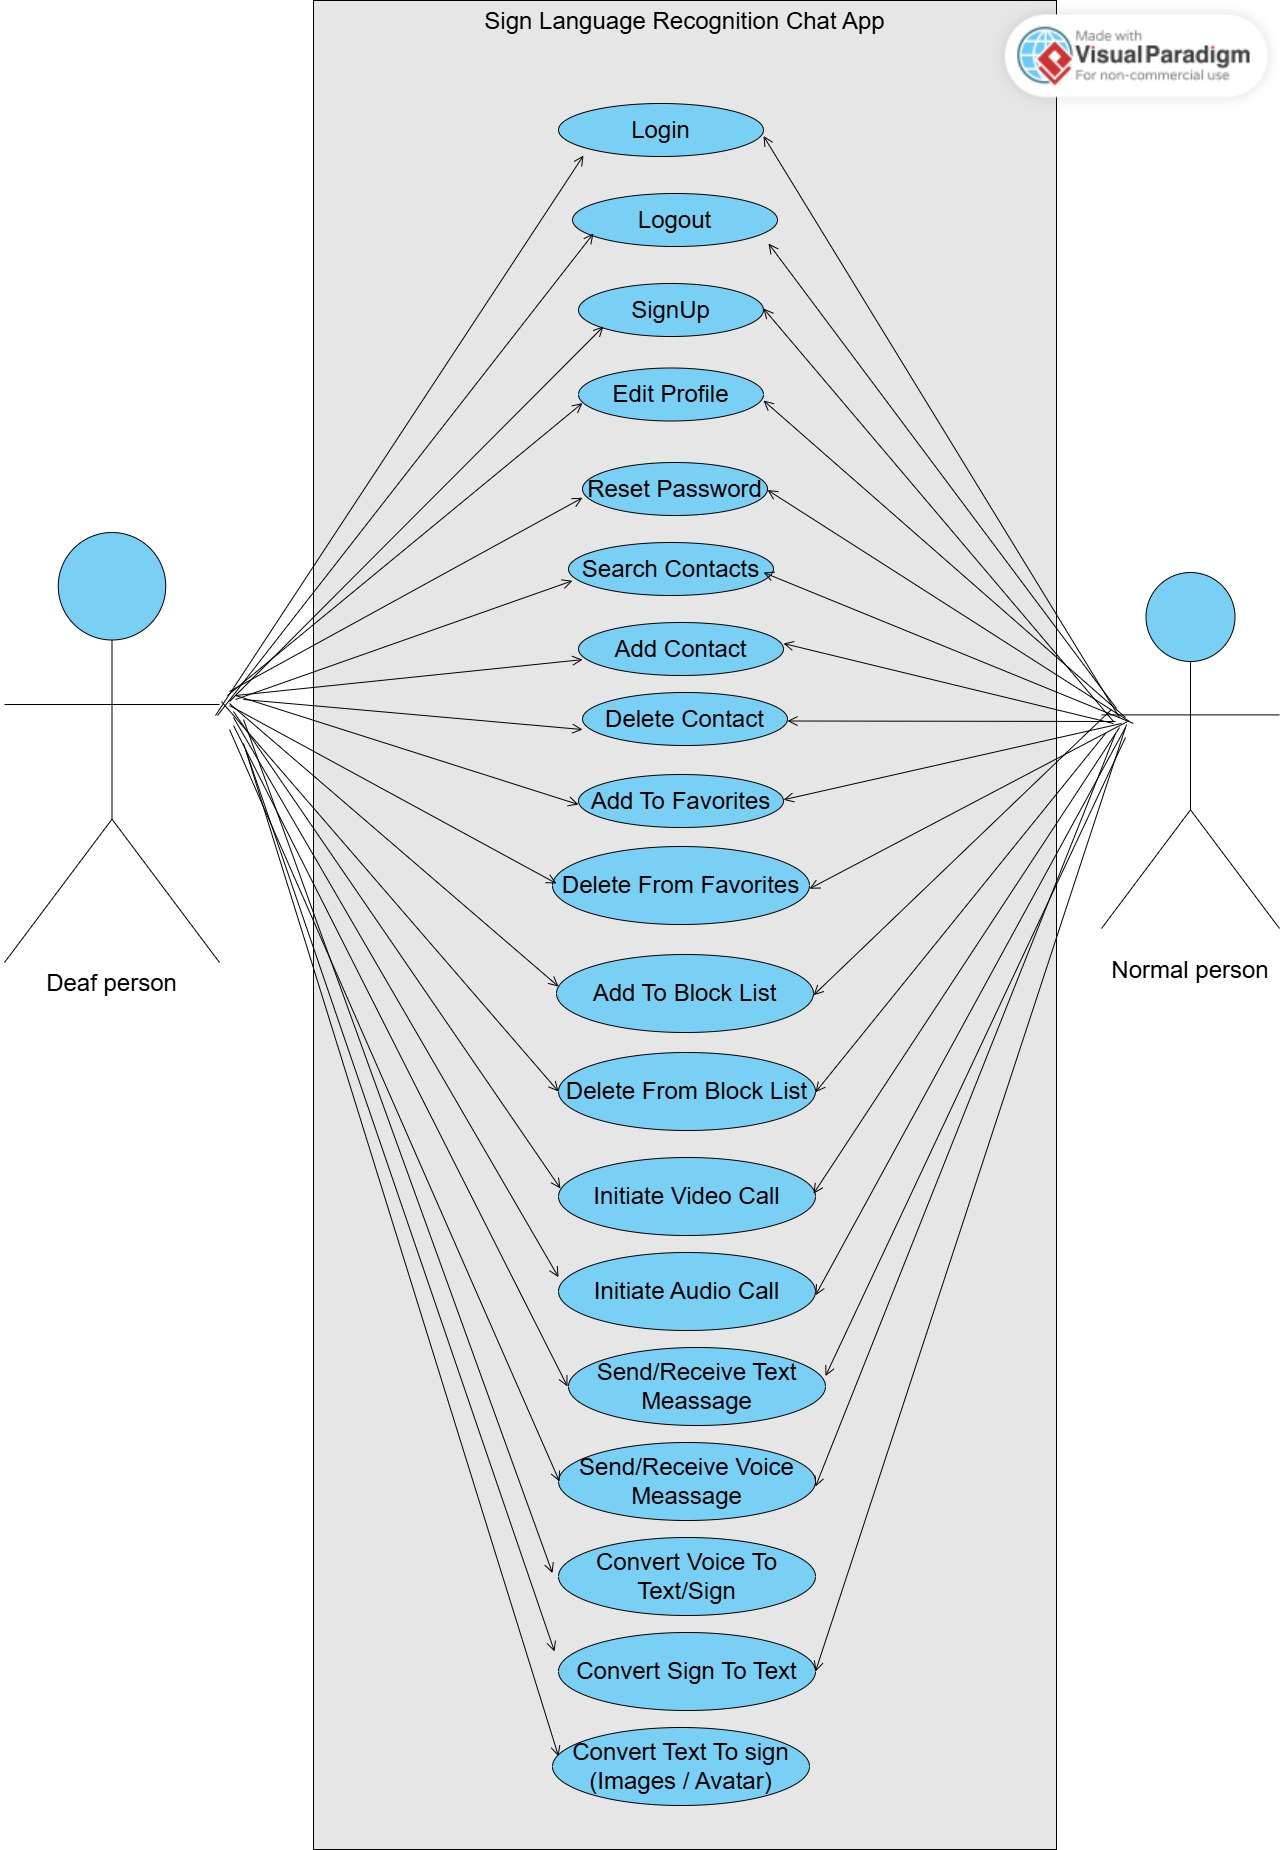 Sign Language Recognition Chat App
Made with
Visual Paradigm
For non-commercial use
Login
Logout
SignUp
Edit Profile
Reset Password
Search Contacts
Add Contact
Delete Contact
Add To Favorites
Delete From Favorites
Deaf person
Normal person
Add To Block List
Delete From Block List
Initiate Video Call
Initiate Audio Call
Send/Receive Text
Meassage
Send/Receive Voice
Meassage
Convert Voice To
Text/Sign
Convert Sign To Text
Convert Text To sign
(Images / Avatar)